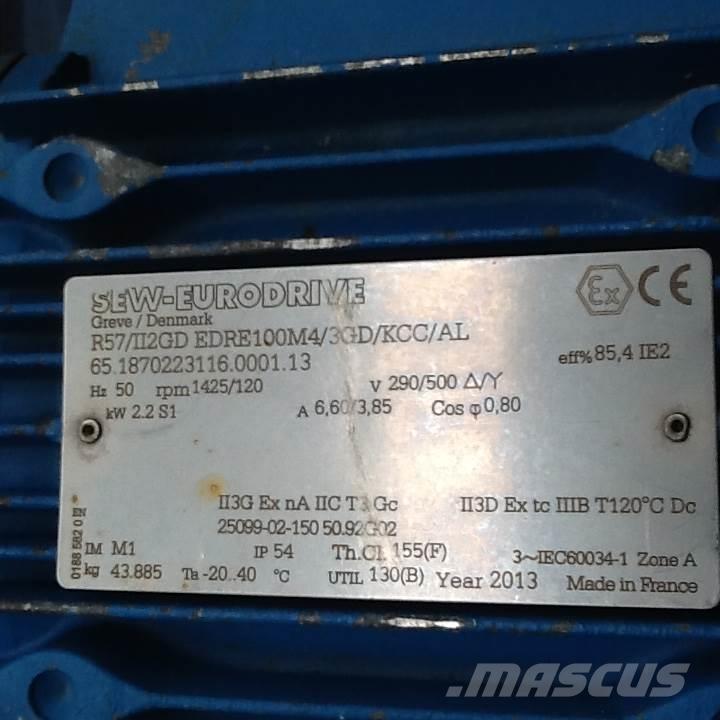 SEW-EURODRIVE
Greve / Denmark
R57/II2GD EDRE100M4/3GD/KCC/AL
65.1870223116.0001.13
eff% 85,4 IE2
Hz 50 rpm 1425/120 V 290/500 Δ/Y
kW 2.2 S1 A 6,60/3,85 Cos φ 0,80
II3G Ex nA IIC T3 Gc II3D Ex tc IIIB T120°C Dc
25099-02-150 50.92G02
IM M1 IP 54 Th.Cl. 155(F) 3~IEC60034-1 Zone A
kg 43.885 Ta -20..40 °C UTIL 130(B) Year 2013 Made in France
0188 582 0 EN
Ex CE
MASCUS